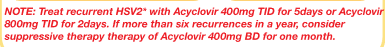 NOTE: Treat recurrent HSV2* with Acyclovir 400mg TID for 5days or Acyclovir
800mg TID for 2days. If more than six recurrences in a year, consider
suppressive therapy therapy of Acyclovir 400mg BD for one month.